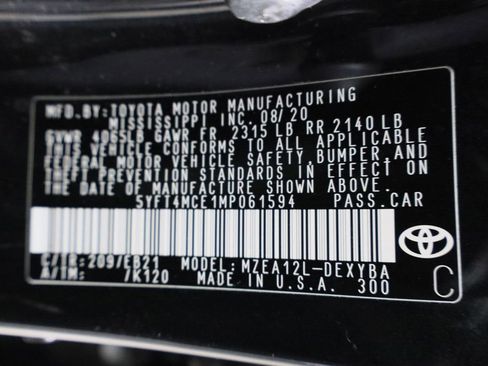 MFD.BY:TOYOTA MOTOR MANUFACTURING
MISSISSIPPI INC. 08/20
GVWR 4065LB GAWR FR 2315 LB RR 2140 LB
THIS VEHICLE CONFORMS TO ALL APPLICABLE
FEDERAL MOTOR VEHICLE SAFETY, BUMPER, AND
THEFT PREVENTION STANDARDS IN EFFECT ON
THE DATE OF MANUFACTURE SHOWN ABOVE.
5YFT4MCE1MP061594 PASS.CAR
C/TR:209/EB21 MODEL:MZEA12L-DEXYBA
A/TM: /K120 MADE IN U.S.A. 300
C